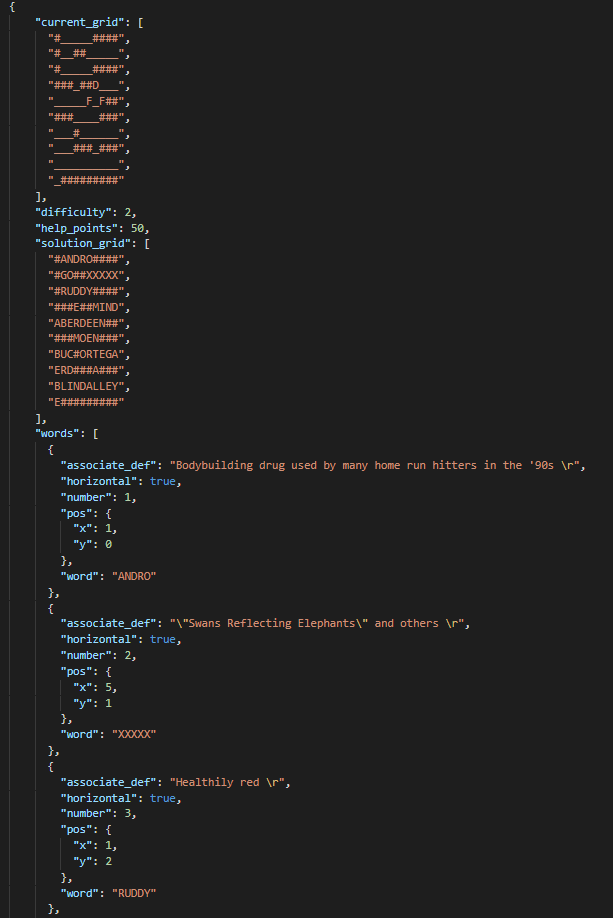 {
"current_grid": [
"#_____####",
"#__##_____",
"#_____####",
"###_##D___",
"_____F_F##",
"###____###",
"___#______",
"___###_###",
"__________",
"_#########"
],
"difficulty": 2,
"help_points": 50,
"solution_grid": [
"#ANDRO####",
"#GO##XXXXX",
"#RUDDY####",
"###E##MIND",
"ABERDEEN##",
"###MOEN###",
"BUC#ORTEGA",
"ERD###A###",
"BLINDALLEY",
"E#########"
],
"words": [
{
"associate_def": "Bodybuilding drug used by many home run hitters in the '90s \r",
"horizontal": true,
"number": 1,
"pos": {
"x": 1,
"y": 0
},
"word": "ANDRO"
},
{
"associate_def": "\"Swans Reflecting Elephants\" and others \r",
"horizontal": true,
"number": 2,
"pos": {
"x": 5,
"y": 1
},
"word": "XXXXX"
},
{
"associate_def": "Healthily red \r",
"horizontal": true,
"number": 3,
"pos": {
"x": 1,
"y": 2
},
"word": "RUDDY"
},